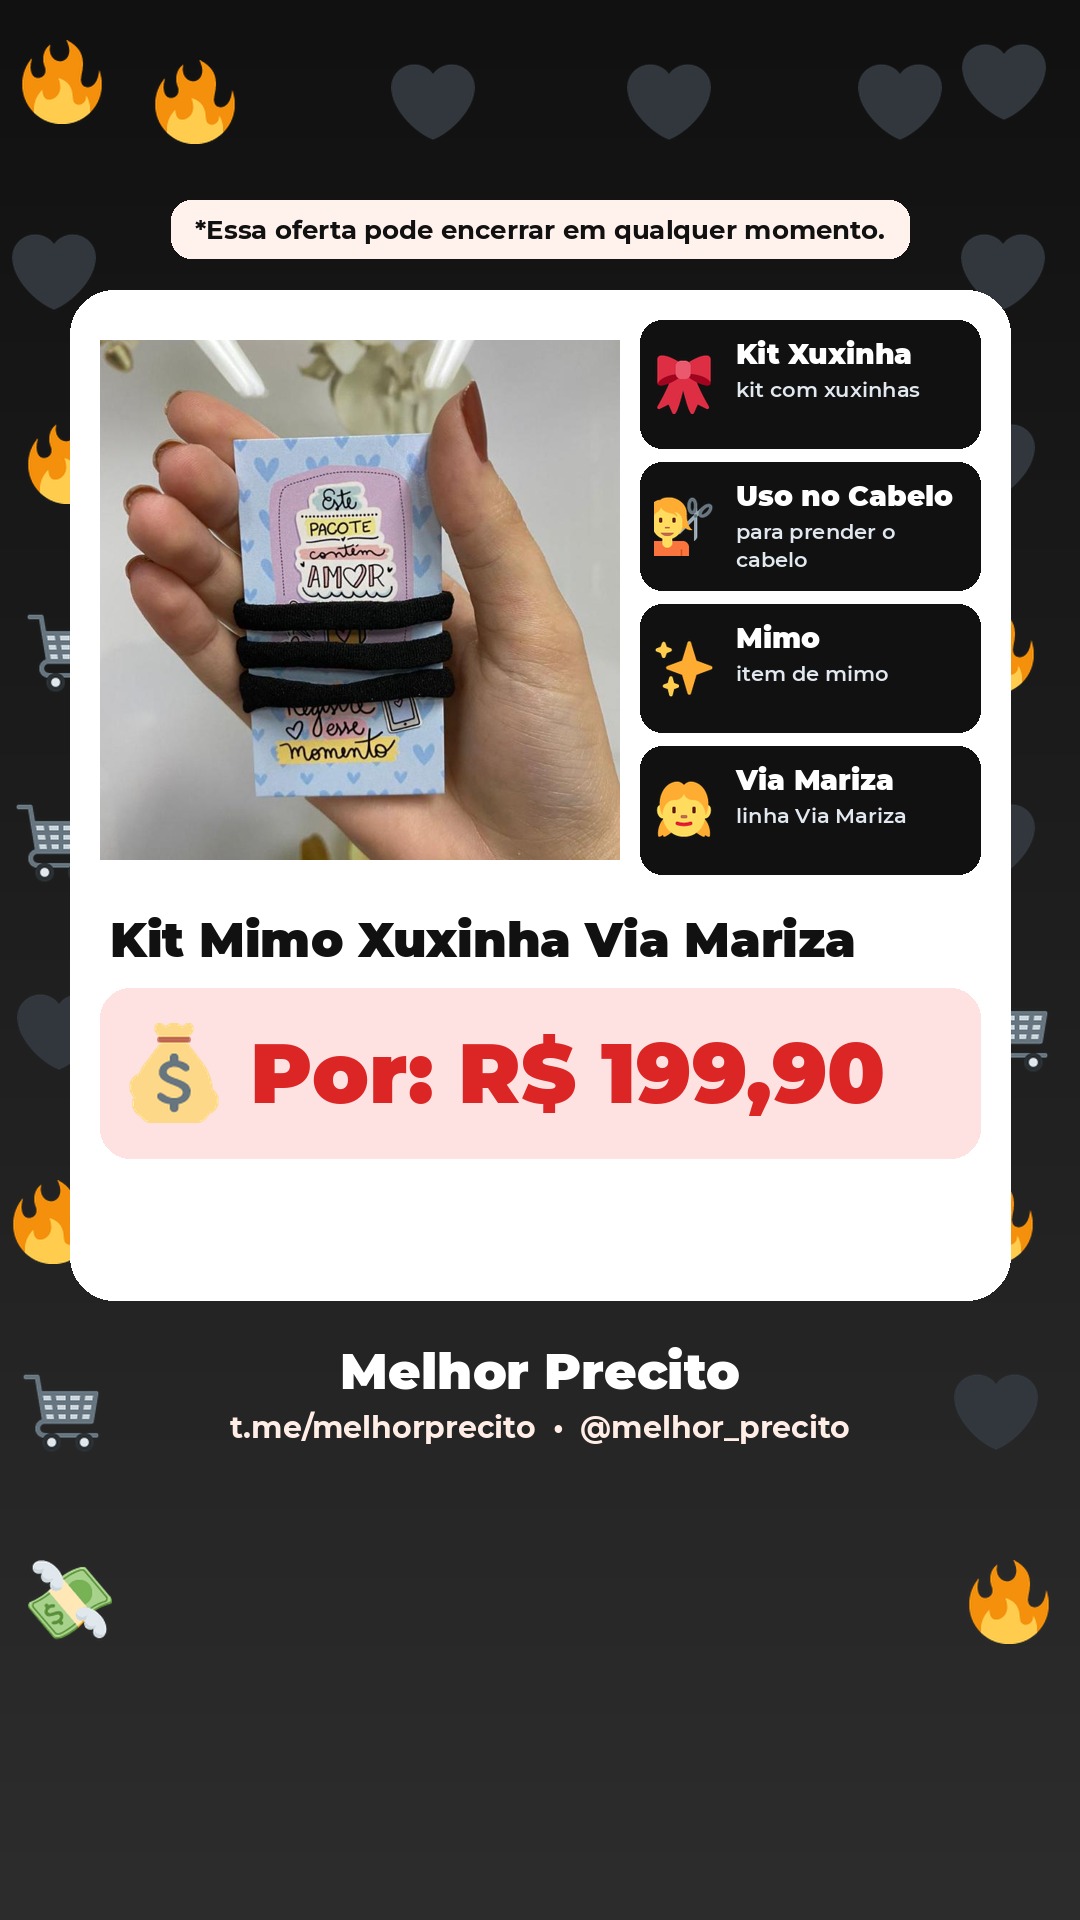 *Essa oferta pode encerrar em qualquer momento.
Este
PACOTE
contém
AMOR
Registre
esse
momento
Kit Xuxinha
kit com xuxinhas
Uso no Cabelo
para prender o
cabelo
Mimo
item de mimo
Via Mariza
linha Via Mariza
Kit Mimo Xuxinha Via Mariza
Por: R$ 199,90
Melhor Precito
t.me/melhorprecito • @melhor_precito